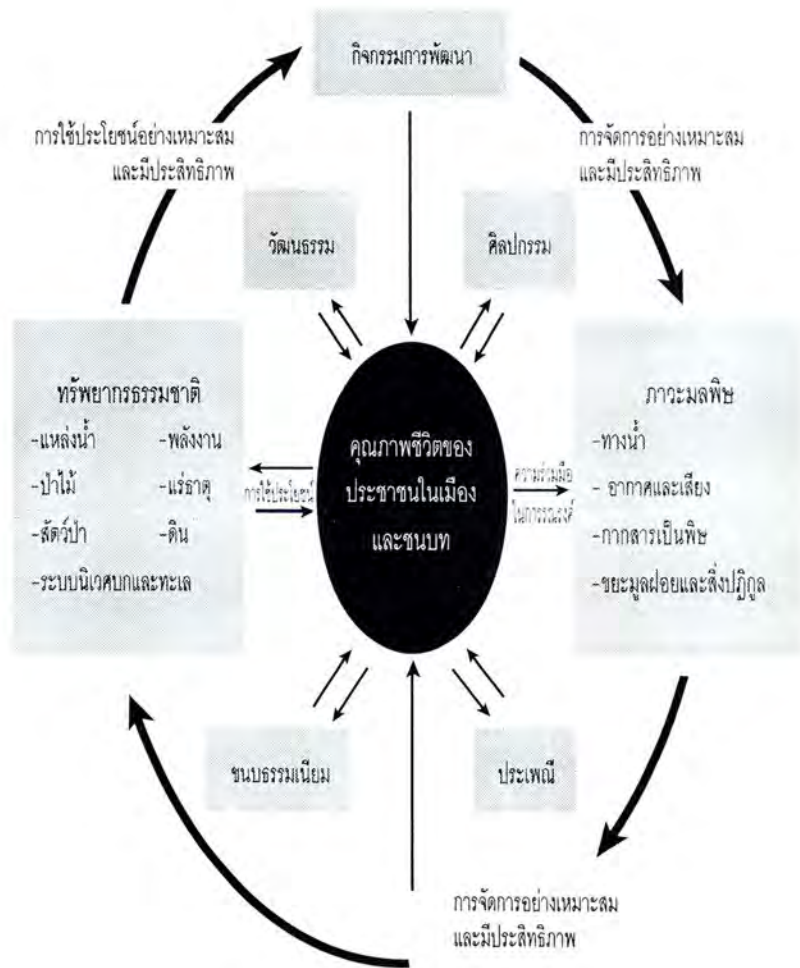 กิจกรรมการพัฒนา
การใช้ประโยชน์อย่างเหมาะสม
และมีประสิทธิภาพ
การจัดการอย่างเหมาะสม
และมีประสิทธิภาพ
วัฒนธรรม
ศิลปกรรม
ทรัพยากรธรรมชาติ
-แหล่งน้ำ -พลังงาน
-ป่าไม้ -แร่ธาตุ
-สัตว์ป่า -ดิน
-ระบบนิเวศบกและทะเล
การใช้ประโยชน์
คุณภาพชีวิตของ
ประชาชนในเมือง
และชนบท
ความร่วมมือ
ในการรณรงค์
ภาวะมลพิษ
-ทางน้ำ
- อากาศและเสียง
-กากสารเป็นพิษ
-ขยะมูลฝอยและสิ่งปฏิกูล
ขนบธรรมเนียม
ประเพณี
การจัดการอย่างเหมาะสม
และมีประสิทธิภาพ